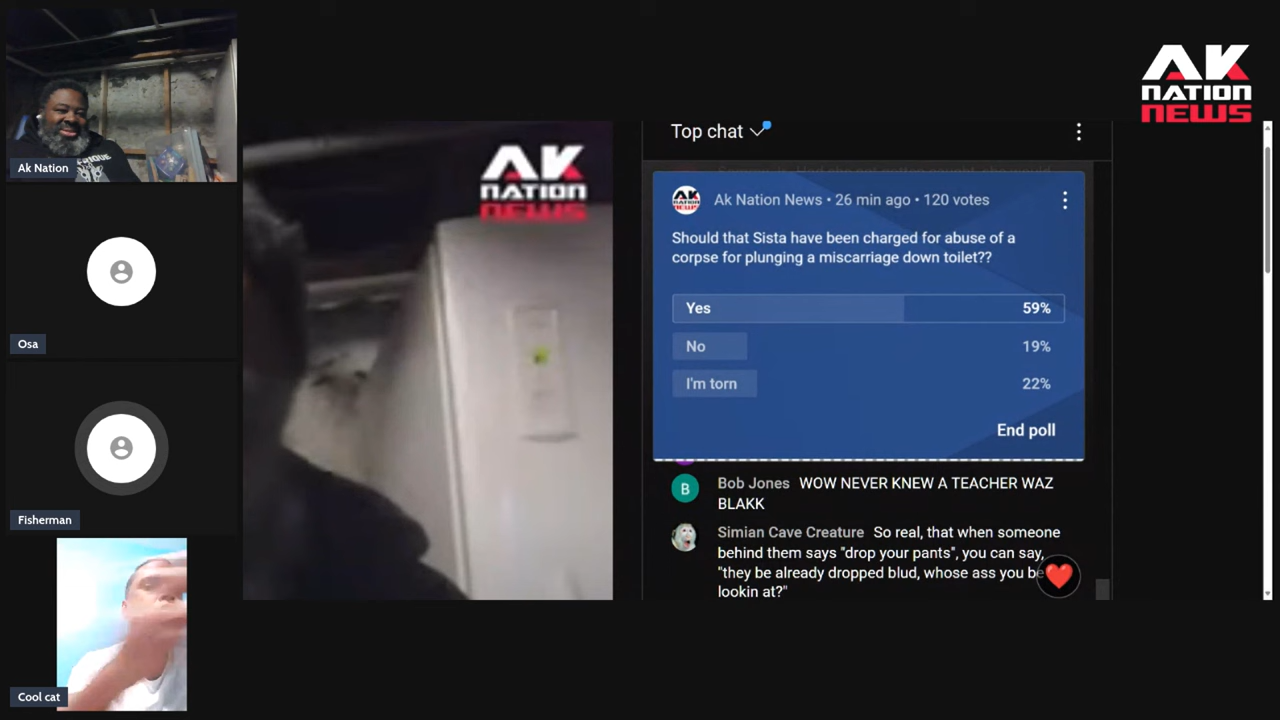 AK
NATION
NEWS
Ak Nation
Osa
Fisherman
Cool cat
AK
NATION
NEWS
Top chat
AK
NATION
NEWS
Ak Nation News • 26 min ago • 120 votes
Should that Sista have been charged for abuse of a
corpse for plunging a miscarriage down toilet??
Yes 59%
No 19%
I'm torn 22%
End poll
B
Bob Jones WOW NEVER KNEW A TEACHER WAZ
BLAKK
Simian Cave Creature So real, that when someone
behind them says "drop your pants", you can say,
"they be already dropped blud, whose ass you be
lookin at?"